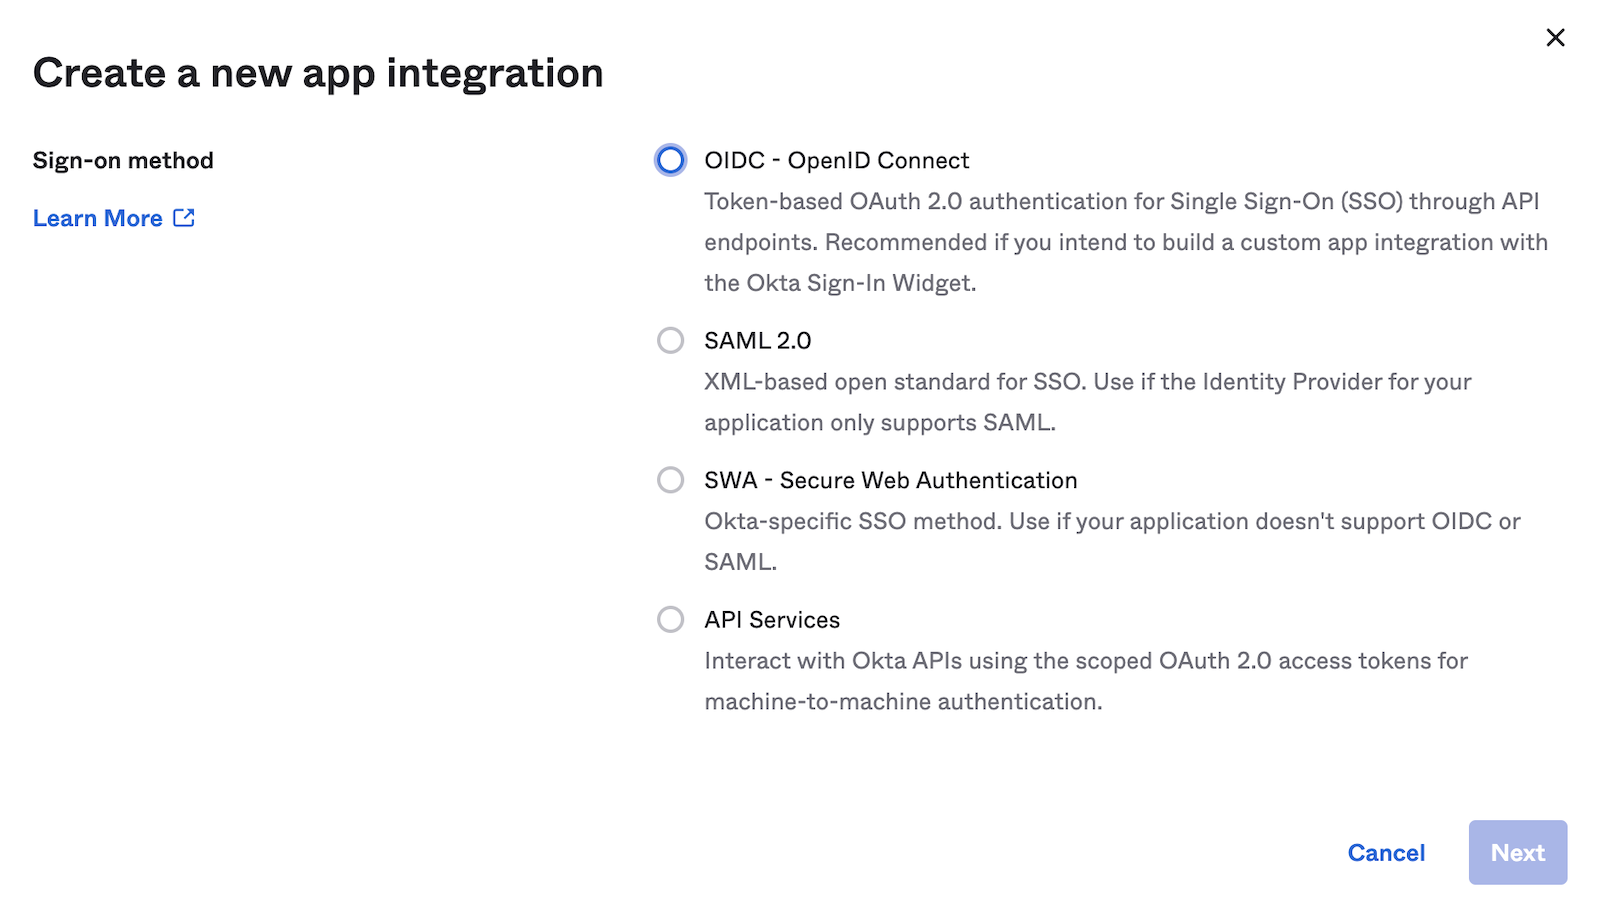 Create a new app integration
Sign-on method
Learn More
OIDC - OpenID Connect
Token-based OAuth 2.0 authentication for Single Sign-On (SSO) through API
endpoints. Recommended if you intend to build a custom app integration with
the Okta Sign-In Widget.
SAML 2.0
XML-based open standard for SSO. Use if the Identity Provider for your
application only supports SAML.
SWA - Secure Web Authentication
Okta-specific SSO method. Use if your application doesn't support OIDC or
SAML.
API Services
Interact with Okta APIs using the scoped OAuth 2.0 access tokens for
machine-to-machine authentication.
Cancel
Next